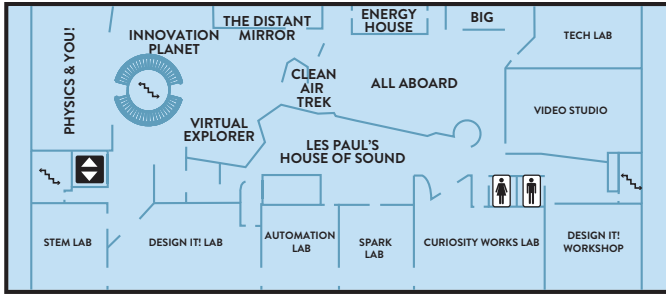 PHYSICS & YOU!
INNOVATION
PLANET
THE DISTANT
MIRROR
ENERGY
HOUSE
BIG
TECH LAB
CLEAN
AIR
TREK
ALL ABOARD
VIDEO STUDIO
VIRTUAL
EXPLORER
LES PAUL'S
HOUSE OF SOUND
STEM LAB
DESIGN IT! LAB
AUTOMATION
LAB
SPARK
LAB
CURIOSITY WORKS LAB
DESIGN IT!
WORKSHOP